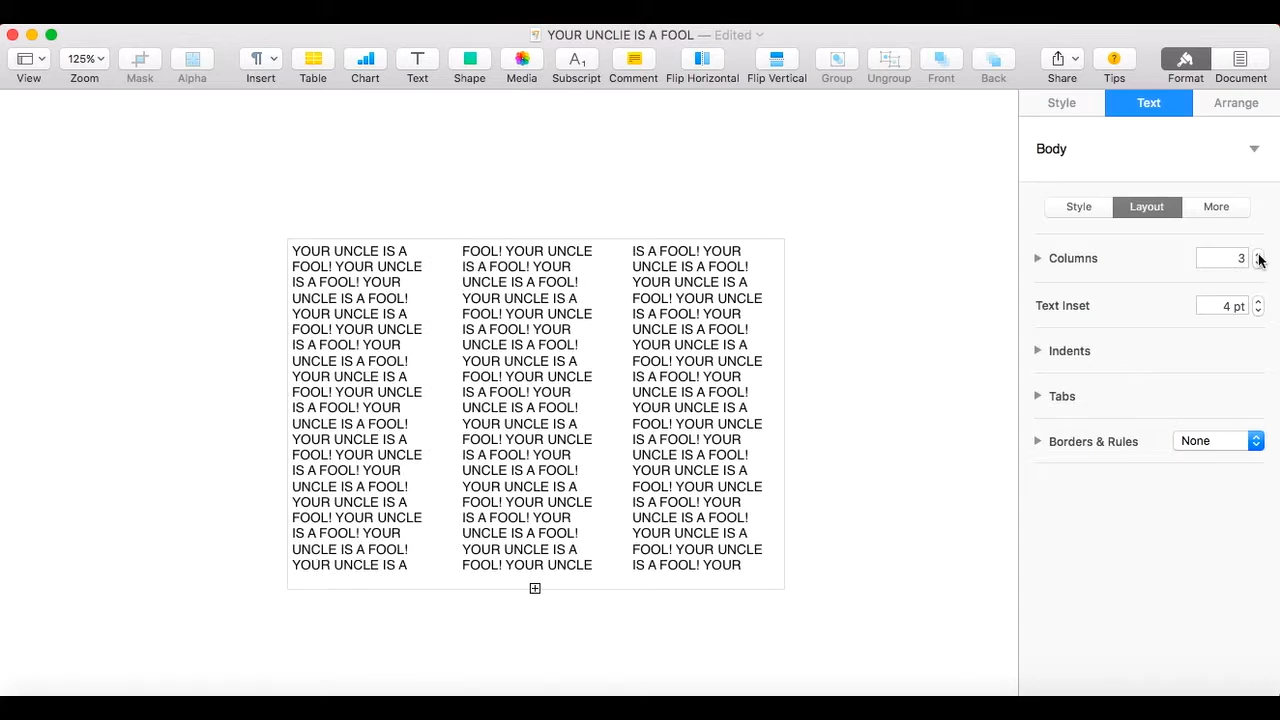 YOUR UNCLIE IS A FOOL — Edited
125%
View
Zoom
Mask
Alpha
Insert
Table
Chart
Text
Shape
Media
Subscript
Comment
Flip Horizontal
Flip Vertical
Group
Ungroup
Front
Back
Share
Tips
Format
Document
Style
Text
Arrange
Body
Style
Layout
More
Columns
3
Text Inset
4 pt
Indents
Tabs
Borders & Rules
None
YOUR UNCLE IS A
FOOL! YOUR UNCLE
IS A FOOL! YOUR
UNCLE IS A FOOL!
YOUR UNCLE IS A
FOOL! YOUR UNCLE
IS A FOOL! YOUR
UNCLE IS A FOOL!
YOUR UNCLE IS A
FOOL! YOUR UNCLE
IS A FOOL! YOUR
UNCLE IS A FOOL!
YOUR UNCLE IS A
FOOL! YOUR UNCLE
IS A FOOL! YOUR
UNCLE IS A FOOL!
YOUR UNCLE IS A
FOOL! YOUR UNCLE
IS A FOOL! YOUR
UNCLE IS A FOOL!
YOUR UNCLE IS A
FOOL! YOUR UNCLE
IS A FOOL! YOUR
UNCLE IS A FOOL!
YOUR UNCLE IS A
FOOL! YOUR UNCLE
IS A FOOL! YOUR
UNCLE IS A FOOL!
YOUR UNCLE IS A
FOOL! YOUR UNCLE
IS A FOOL! YOUR
UNCLE IS A FOOL!
YOUR UNCLE IS A
FOOL! YOUR UNCLE
IS A FOOL! YOUR
UNCLE IS A FOOL!
YOUR UNCLE IS A
FOOL! YOUR UNCLE
IS A FOOL! YOUR
UNCLE IS A FOOL!
YOUR UNCLE IS A
FOOL! YOUR UNCLE
IS A FOOL! YOUR
UNCLE IS A FOOL!
YOUR UNCLE IS A
FOOL! YOUR UNCLE
IS A FOOL! YOUR
UNCLE IS A FOOL!
YOUR UNCLE IS A
FOOL! YOUR UNCLE
IS A FOOL! YOUR
UNCLE IS A FOOL!
YOUR UNCLE IS A
FOOL! YOUR UNCLE
IS A FOOL! YOUR
UNCLE IS A FOOL!
YOUR UNCLE IS A
FOOL! YOUR UNCLE
IS A FOOL! YOUR
UNCLE IS A FOOL!
YOUR UNCLE IS A
FOOL! YOUR UNCLE
IS A FOOL! YOUR